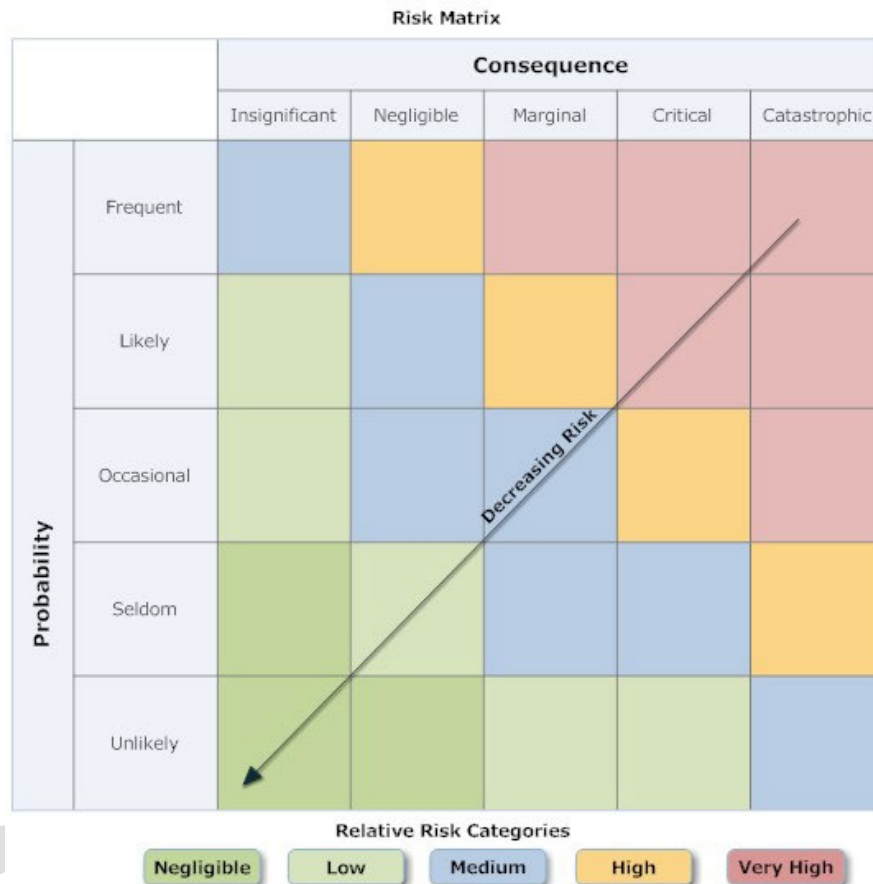 Risk Matrix
Consequence
Insignificant Negligible Marginal Critical Catastrophic
Probability
Frequent
Likely
Occasional
Seldom
Unlikely
Decreasing Risk
Relative Risk Categories
Negligible Low Medium High Very High